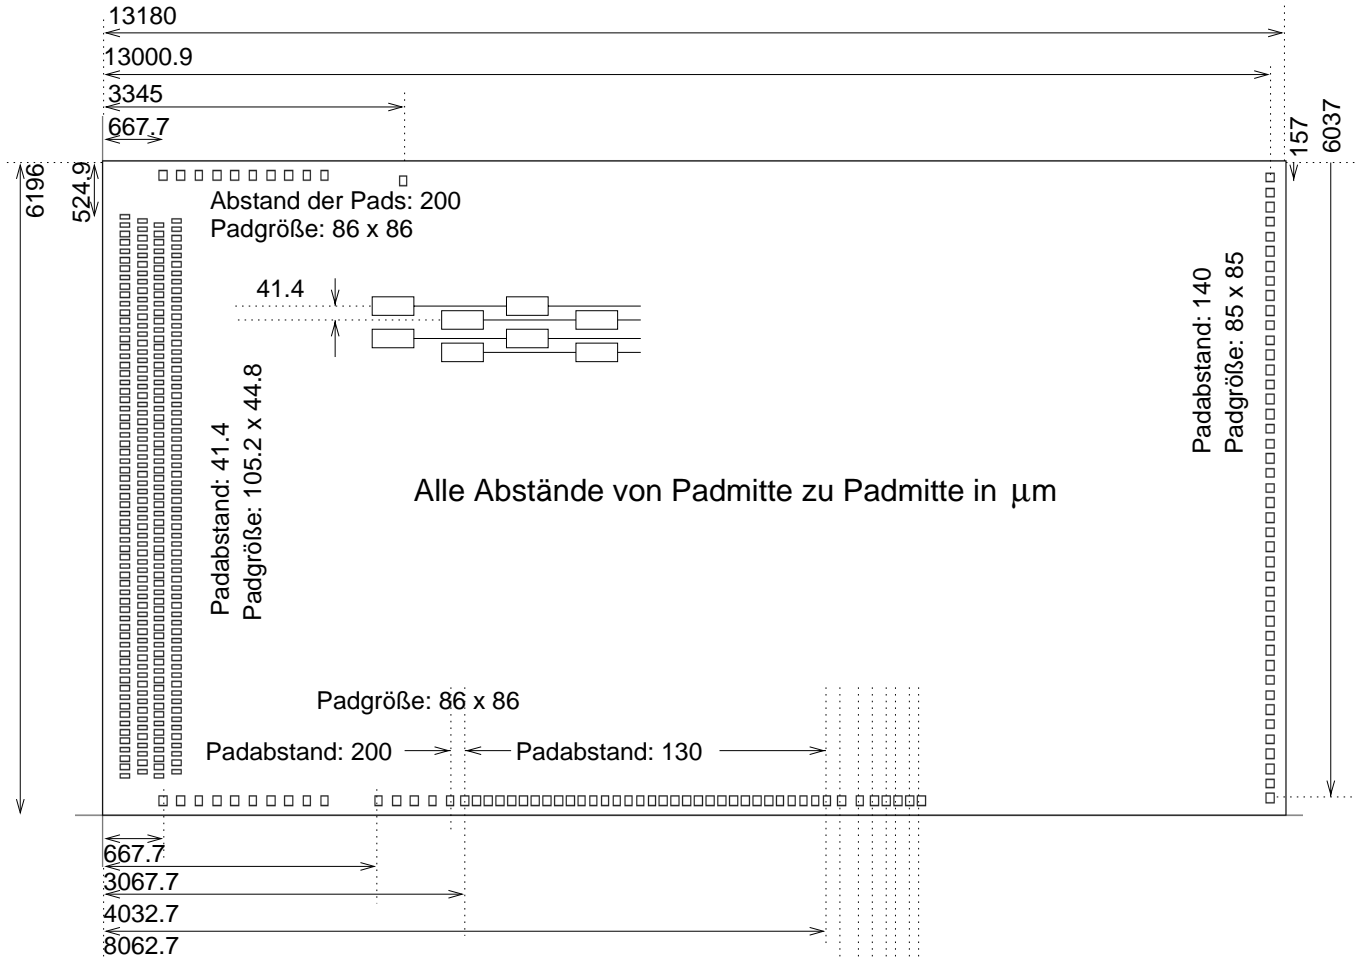 13180
13000.9
3345
667.7
157
6037
6196
524.9
Abstand der Pads: 200
Padgröße: 86 x 86
41.4
Padabstand: 140
Padgröße: 85 x 85
Padabstand: 41.4
Padgröße: 105.2 x 44.8
Alle Abstände von Padmitte zu Padmitte in μm
Padgröße: 86 x 86
Padabstand: 200
Padabstand: 130
667.7
3067.7
4032.7
8062.7